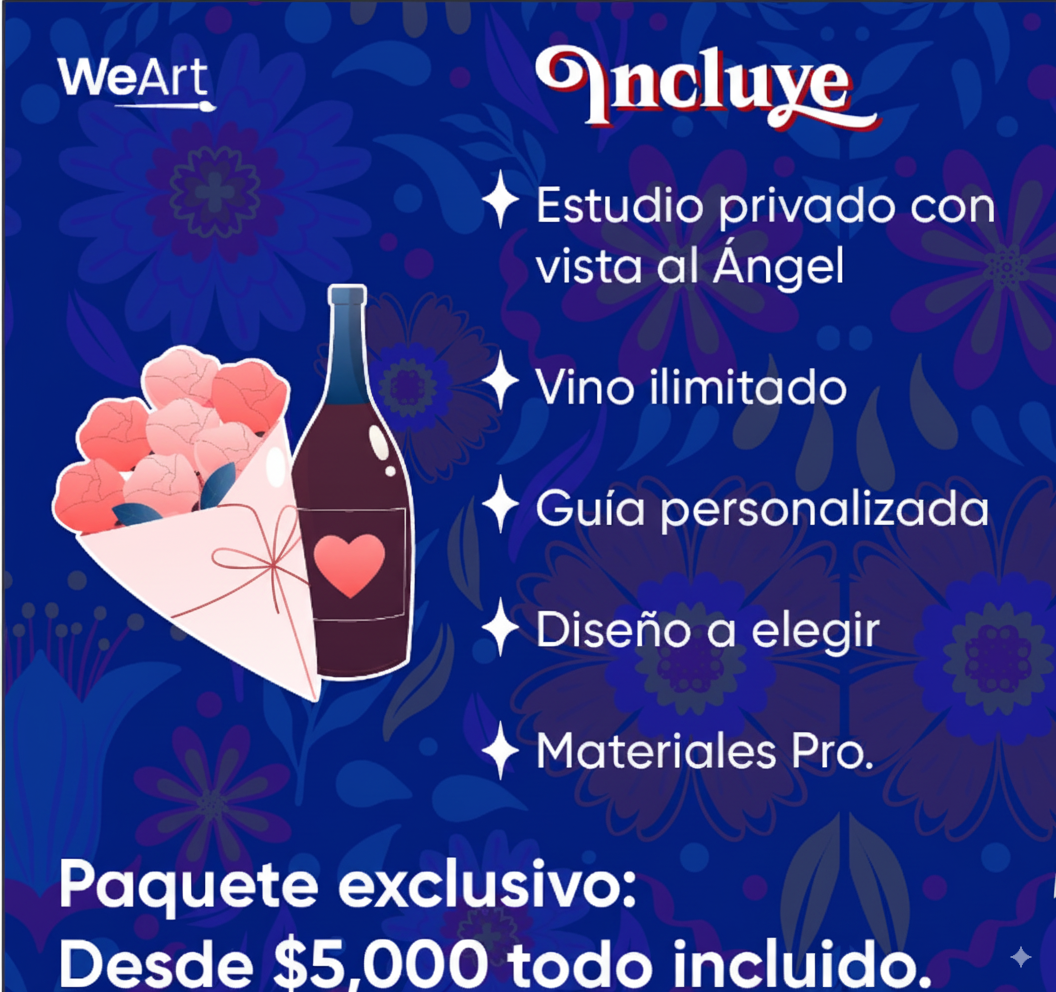 WeArt
Incluye
Estudio privado con
vista al Ángel
Vino ilimitado
Guía personalizada
Diseño a elegir
Materiales Pro.
Paquete exclusivo:
Desde $5,000 todo incluido.